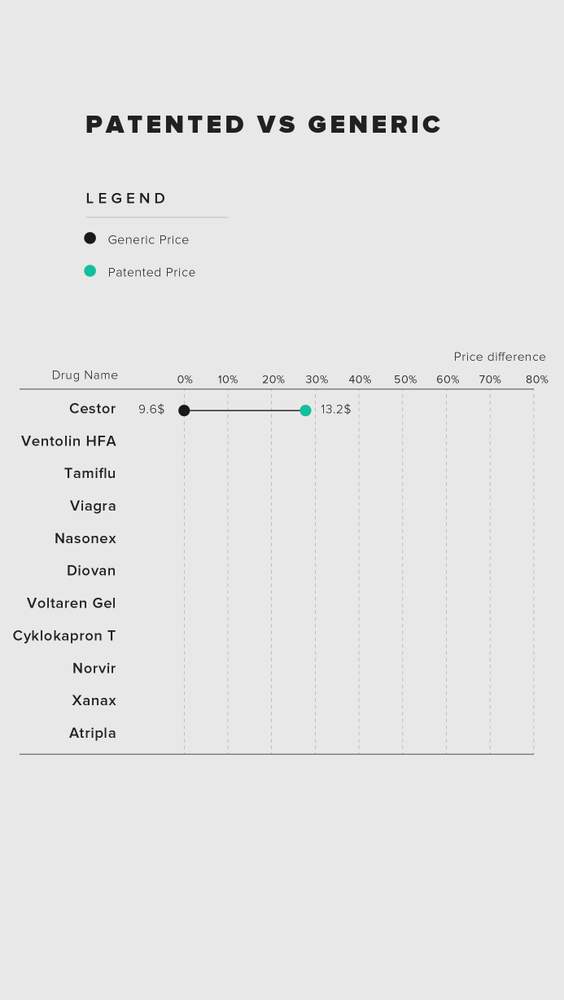 PATENTED VS GENERIC
LEGEND
Generic Price
Patented Price
Price difference
Drug Name 0% 10% 20% 30% 40% 50% 60% 70% 80%
Cestor 9.6$ 13.2$
Ventolin HFA
Tamiflu
Viagra
Nasonex
Diovan
Voltaren Gel
Cyklokapron T
Norvir
Xanax
Atripla